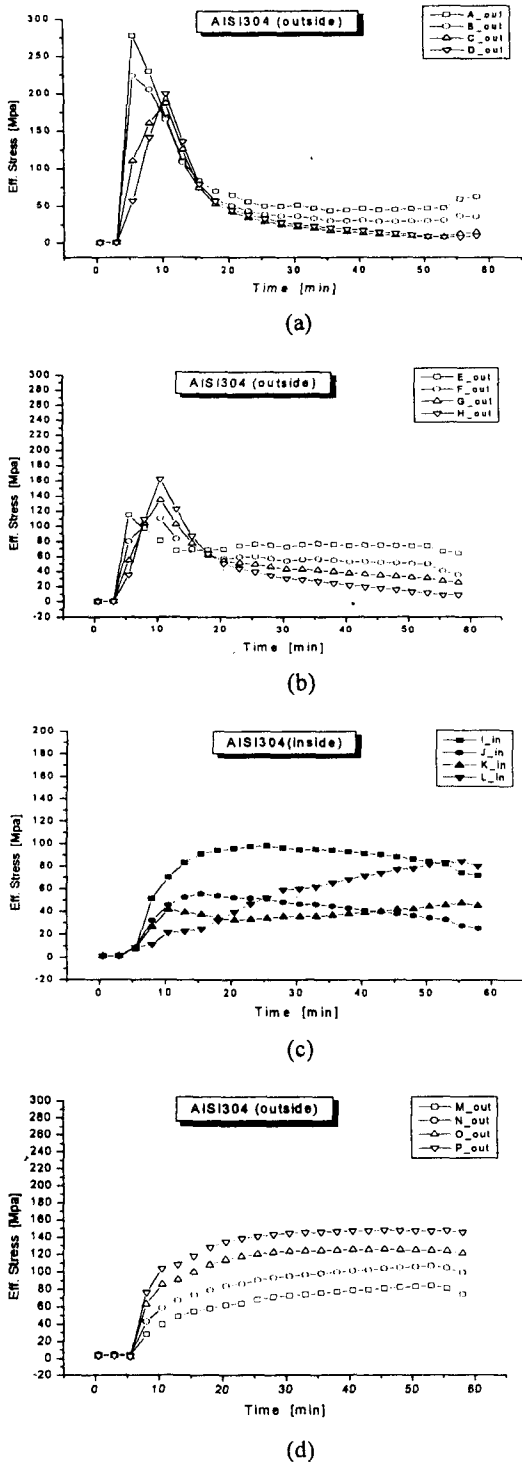 AISI304 (outside)
A_out
B_out
C_out
D_out
300
250
200
150
100
50
0
Eff. Stress [Mpa]
0 10 20 30 40 50 60
Time [min]
(a)
AISI304 (outside)
E_out
F_out
G_out
H_out
300
280
260
240
220
200
180
160
140
120
100
80
60
40
20
0
-20
Eff. Stress [Mpa]
0 10 20 30 40 50 60
Time [min]
(b)
AISI304(inside)
I_in
J_in
K_in
L_in
200
180
160
140
120
100
80
60
40
20
0
-20
Eff. Stress [Mpa]
0 10 20 30 40 50 60
Time [min]
(c)
AISI304 (outside)
M_out
N_out
O_out
P_out
300
280
260
240
220
200
180
160
140
120
100
80
60
40
20
0
-20
Eff. Stress [Mpa]
0 10 20 30 40 50 60
Time [min]
(d)